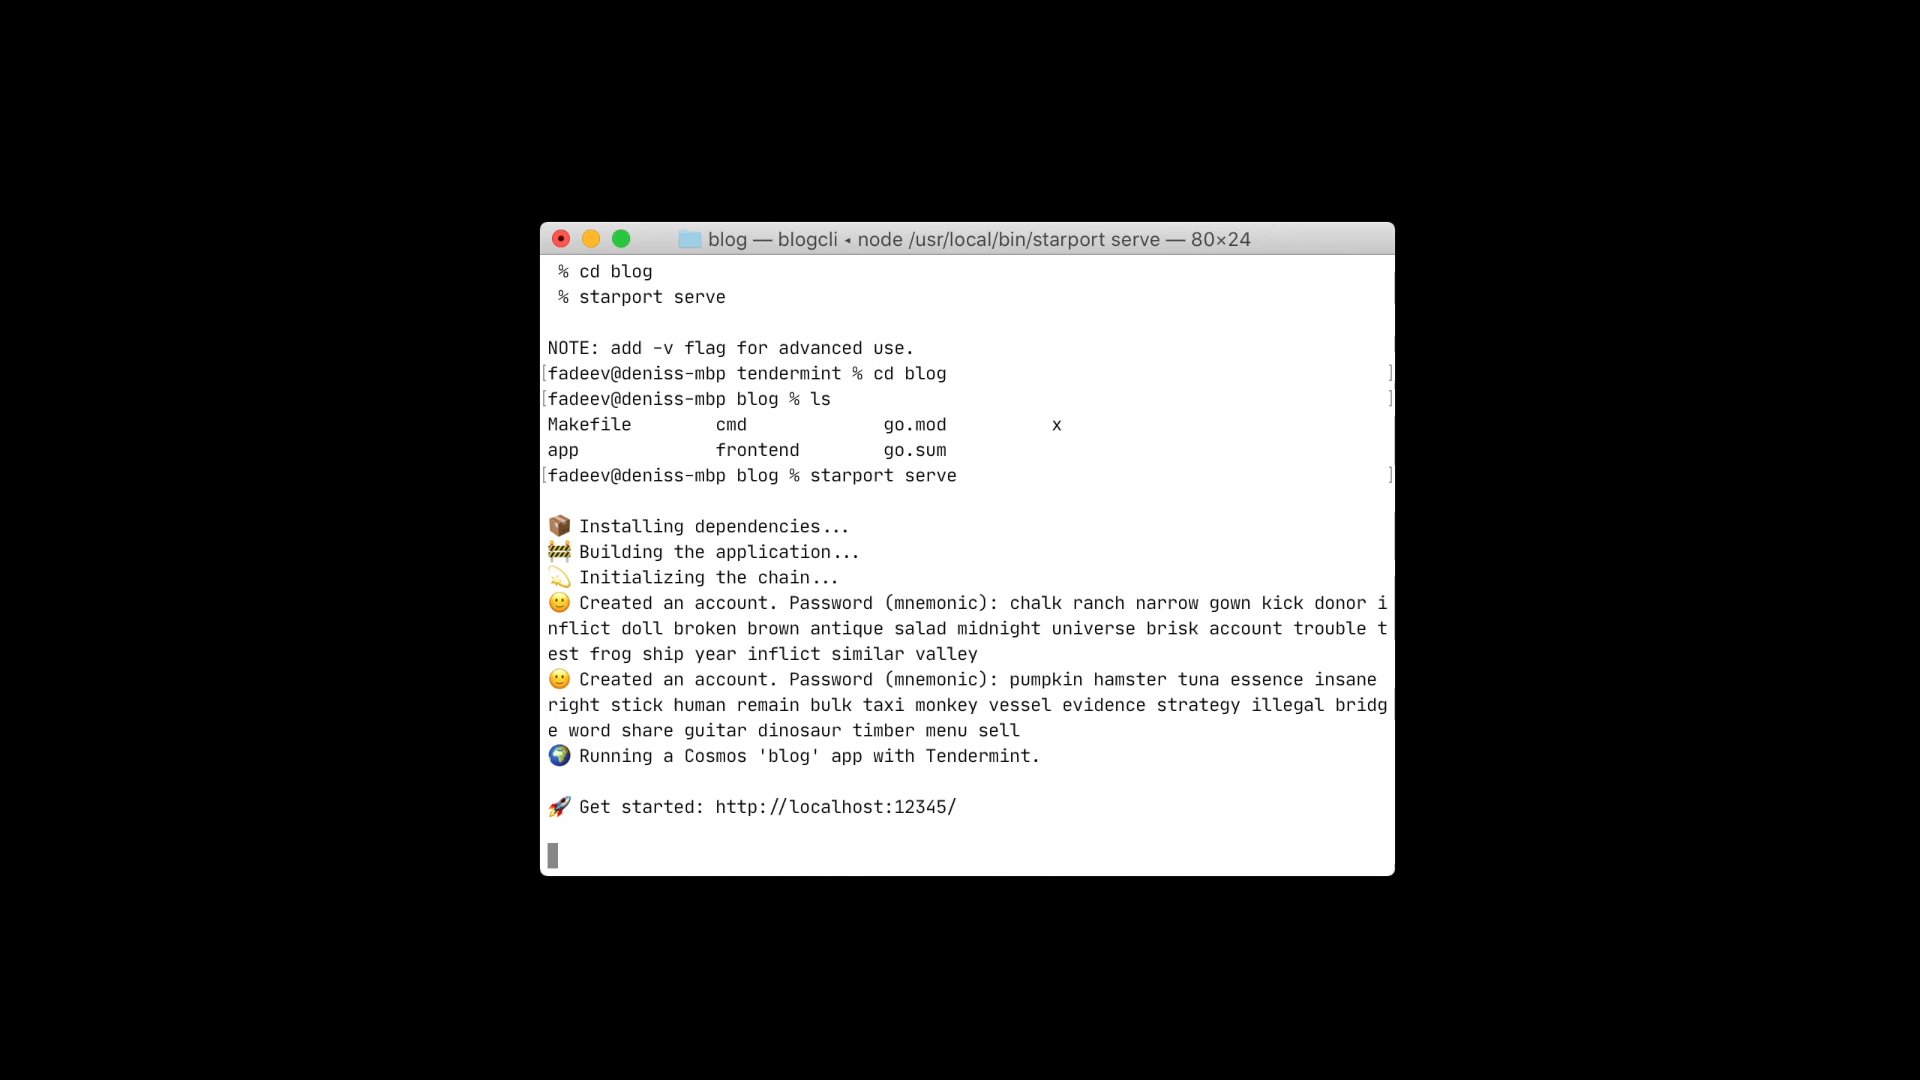 blog — blogcli ◂ node /usr/local/bin/starport serve — 80×24
% cd blog
% starport serve
NOTE: add -v flag for advanced use.
[fadeev@deniss-mbp tendermint % cd blog ]
[fadeev@deniss-mbp blog % ls ]
Makefile cmd go.mod x
app frontend go.sum
[fadeev@deniss-mbp blog % starport serve ]
📦 Installing dependencies...
🚧 Building the application...
💫 Initializing the chain...
🙂 Created an account. Password (mnemonic): chalk ranch narrow gown kick donor i
nflict doll broken brown antique salad midnight universe brisk account trouble t
est frog ship year inflict similar valley
🙂 Created an account. Password (mnemonic): pumpkin hamster tuna essence insane
right stick human remain bulk taxi monkey vessel evidence strategy illegal bridg
e word share guitar dinosaur timber menu sell
🌍 Running a Cosmos 'blog' app with Tendermint.
🚀 Get started: http://localhost:12345/